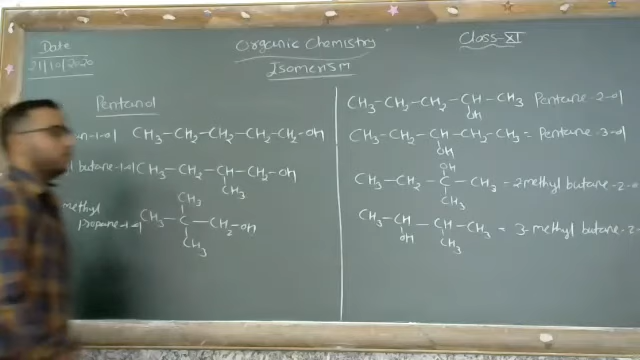 Date
21/10/2020
Organic Chemistry
Isomerism
Class-XI
Pentanol
n-1-ol CH3-CH2-CH2-CH2-CH2-OH
l butane-1-ol CH3-CH2-CH-CH2-OH
CH3
CH3
methyl
Propane-1-ol CH3-C-CH2-OH
CH3
CH3-CH2-CH2-CH-CH3 Pentane-2-ol
OH
CH3-CH2-CH-CH2-CH3 = Pentane-3-ol
OH
OH
CH3-CH2-C-CH3 = 2methyl butane-2-o
CH3
CH3-CH-CH-CH3 = 3-methyl butane-2-
OH
CH3